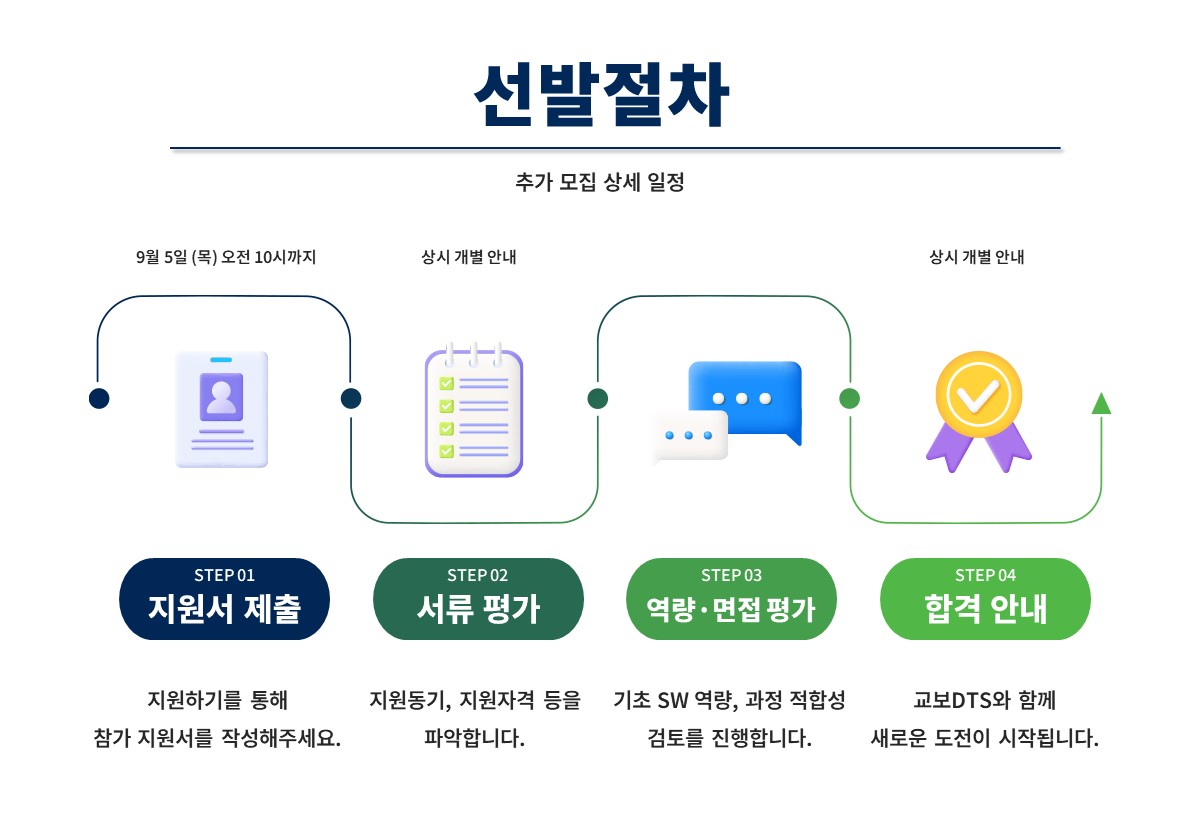 선발절차
추가 모집 상세 일정
9월 5일 (목) 오전 10시까지
상시 개별 안내
상시 개별 안내
STEP 01
지원서 제출
STEP 02
서류 평가
STEP 03
역량·면접 평가
STEP 04
합격 안내
지원하기를 통해
참가 지원서를 작성해주세요.
지원동기, 지원자격 등을
파악합니다.
기초 SW 역량, 과정 적합성
검토를 진행합니다.
교보DTS와 함께
새로운 도전이 시작됩니다.